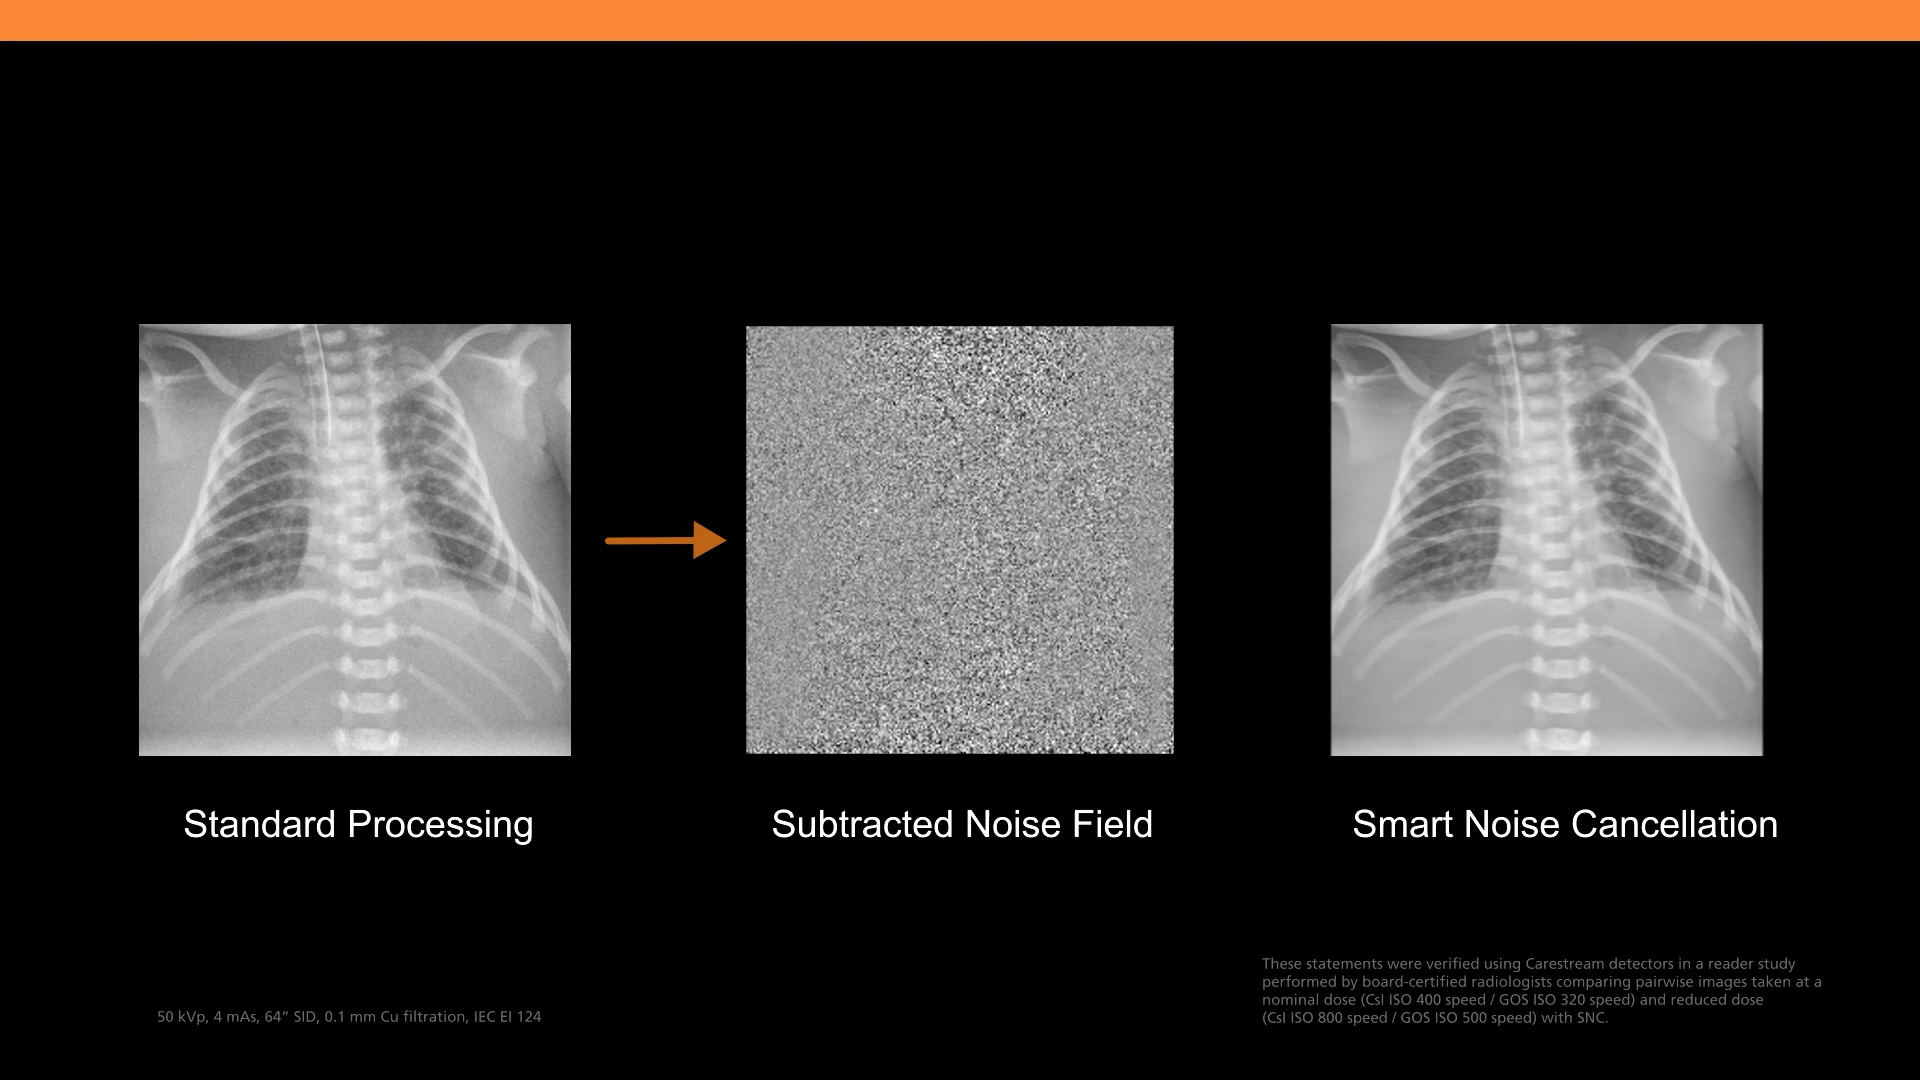 Standard Processing
Subtracted Noise Field
Smart Noise Cancellation
50 kVp, 4 mAs, 64” SID, 0.1 mm Cu filtration, IEC EI 124
These statements were verified using Carestream detectors in a reader study
performed by board-certified radiologists comparing pairwise images taken at a
nominal dose (CsI ISO 400 speed / GOS ISO 320 speed) and reduced dose
(CsI ISO 800 speed / GOS ISO 500 speed) with SNC.